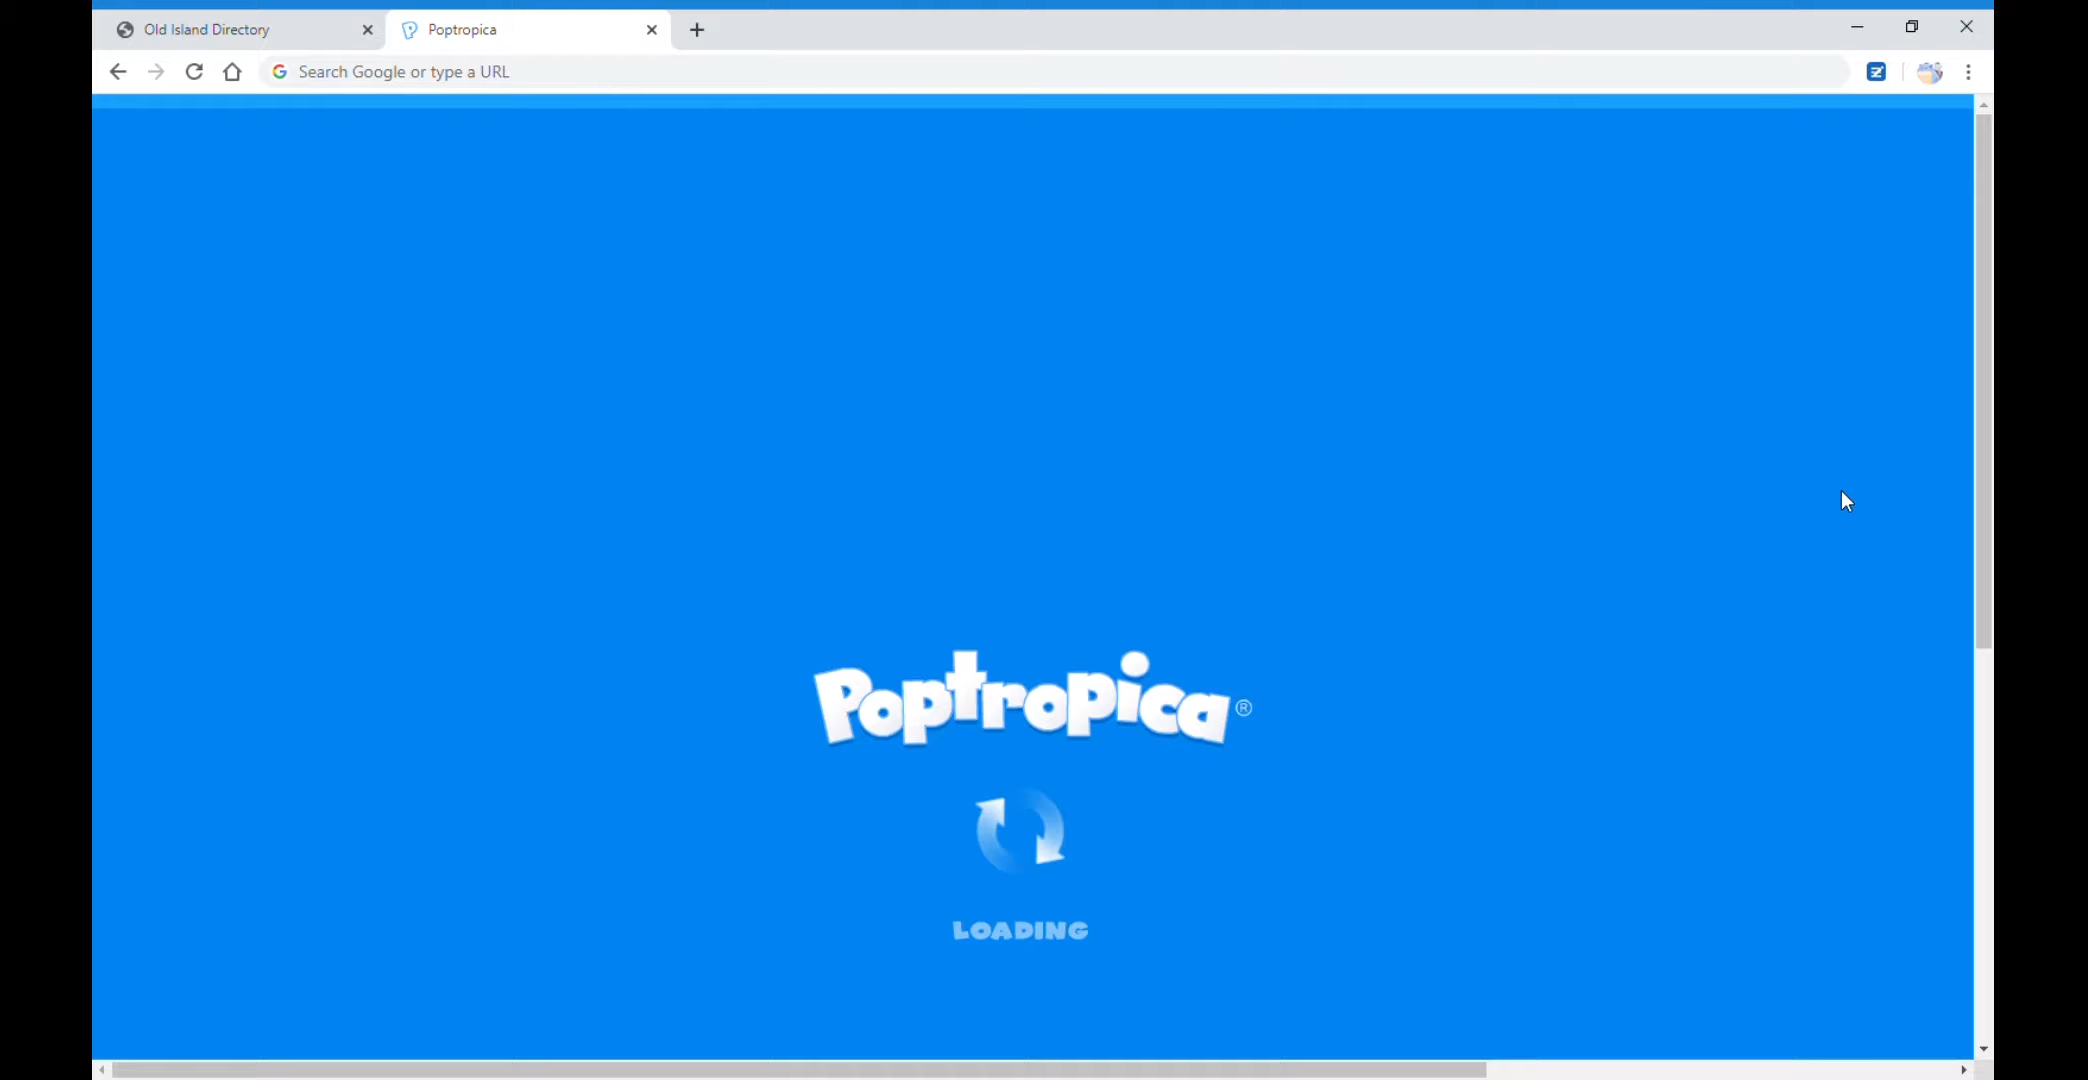 Old Island Directory
Poptropica
Search Google or type a URL
Poptropica®
LOADING